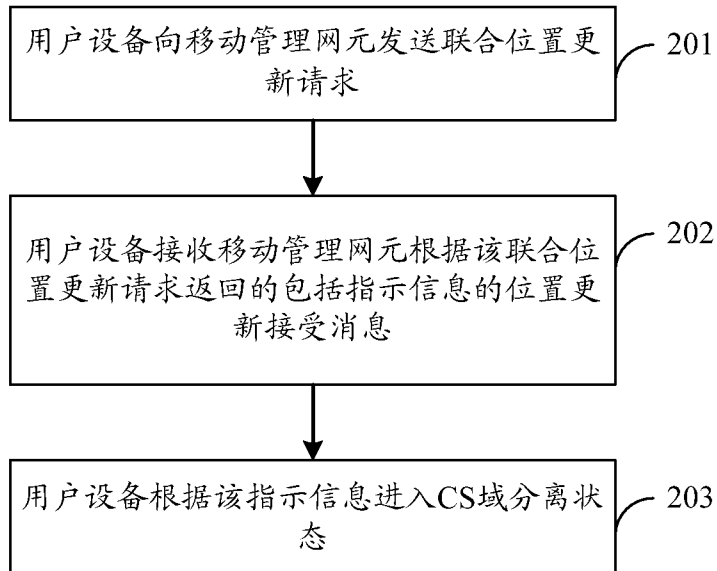 用户设备向移动管理网元发送联合位置更
新请求
201
用户设备接收移动管理网元根据该联合位
置更新请求返回的包括指示信息的位置更
新接受消息
202
用户设备根据该指示信息进入CS域分离状
态
203